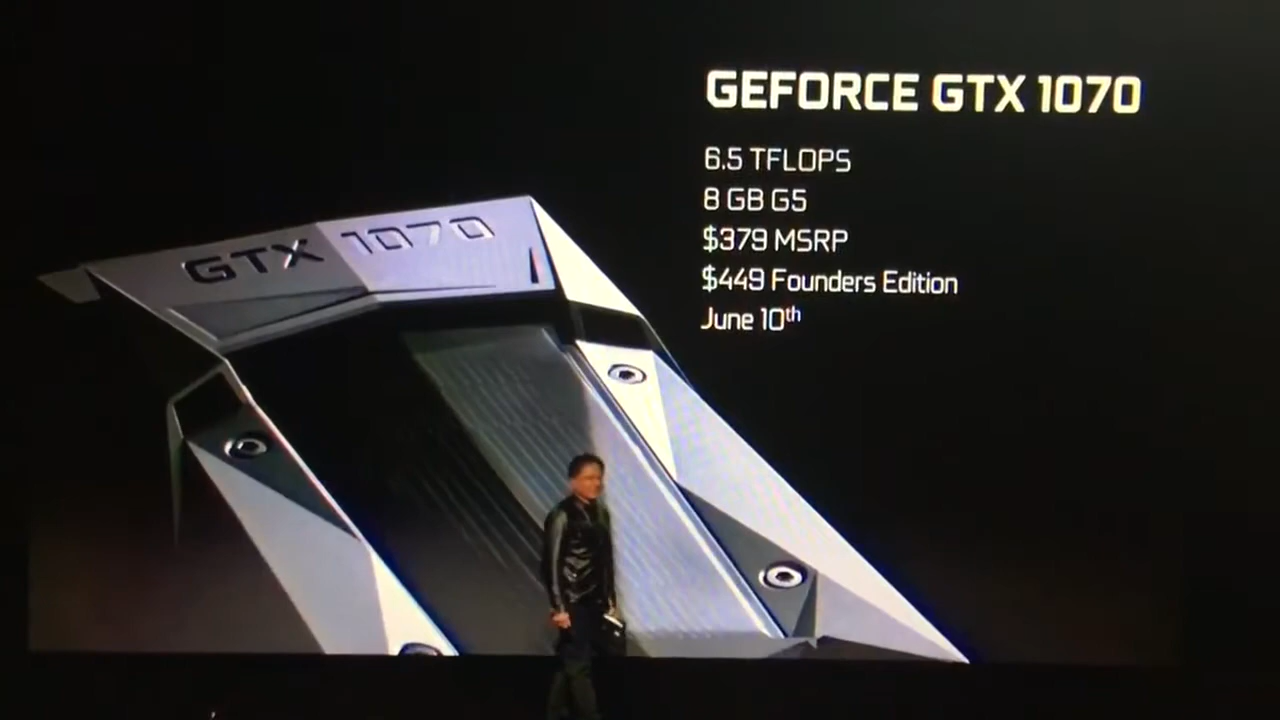 GEFORCE GTX 1070
6.5 TFLOPS
8 GB G5
$379 MSRP
$449 Founders Edition
June 10th
GTX 1070